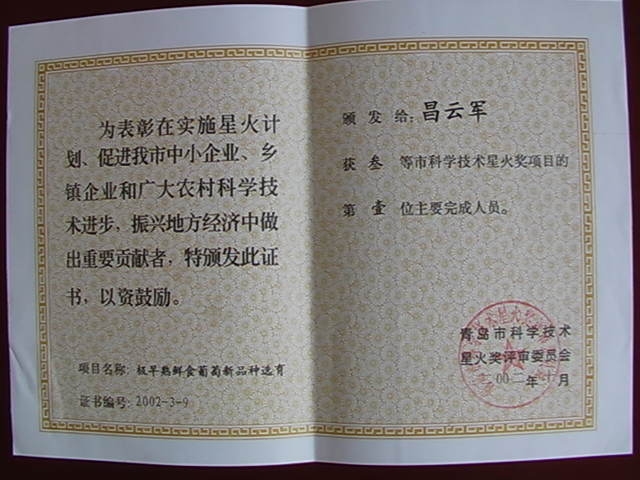 为表彰在实施星火计
划、促进我市中小企业、乡
镇企业和广大农村科学技
术进步，振兴地方经济中做
出重要贡献者，特颁发此证
书，以资鼓励。
项目名称：极早熟鲜食葡萄新品种选育
证书编号：2002-3-9
颁发给：昌云军
获 叁 等市科学技术星火奖项目的
第 壹 位主要完成人员。
青岛市科学技术
星火奖评审委员会
二00二年十月